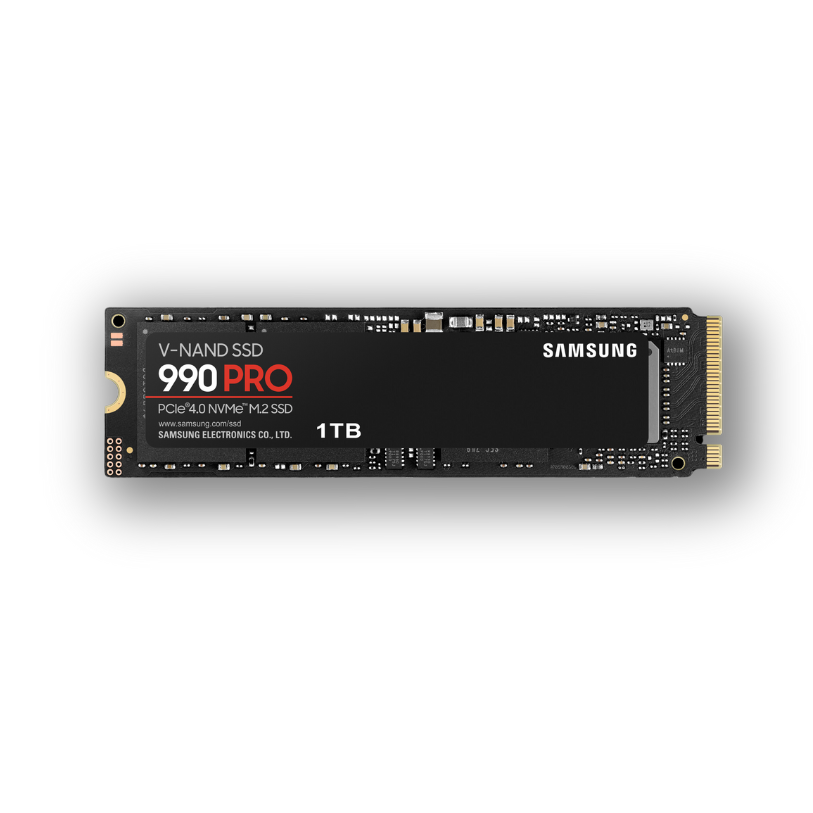 V-NAND SSD
SAMSUNG
990 PRO
PCIe®4.0 NVMe™ M.2 SSD
www.samsung.com/ssd
SAMSUNG ELECTRONICS CO., LTD.
1TB